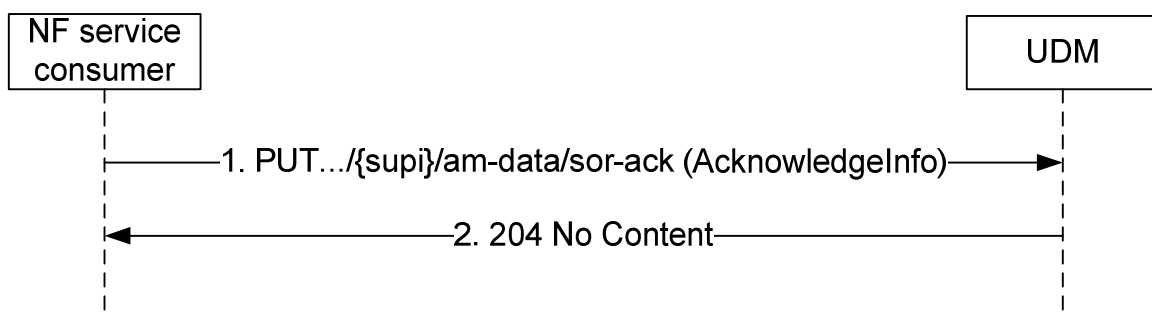 NF service
consumer
UDM
1. PUT.../{supi}/am-data/sor-ack (AcknowledgeInfo)
2. 204 No Content